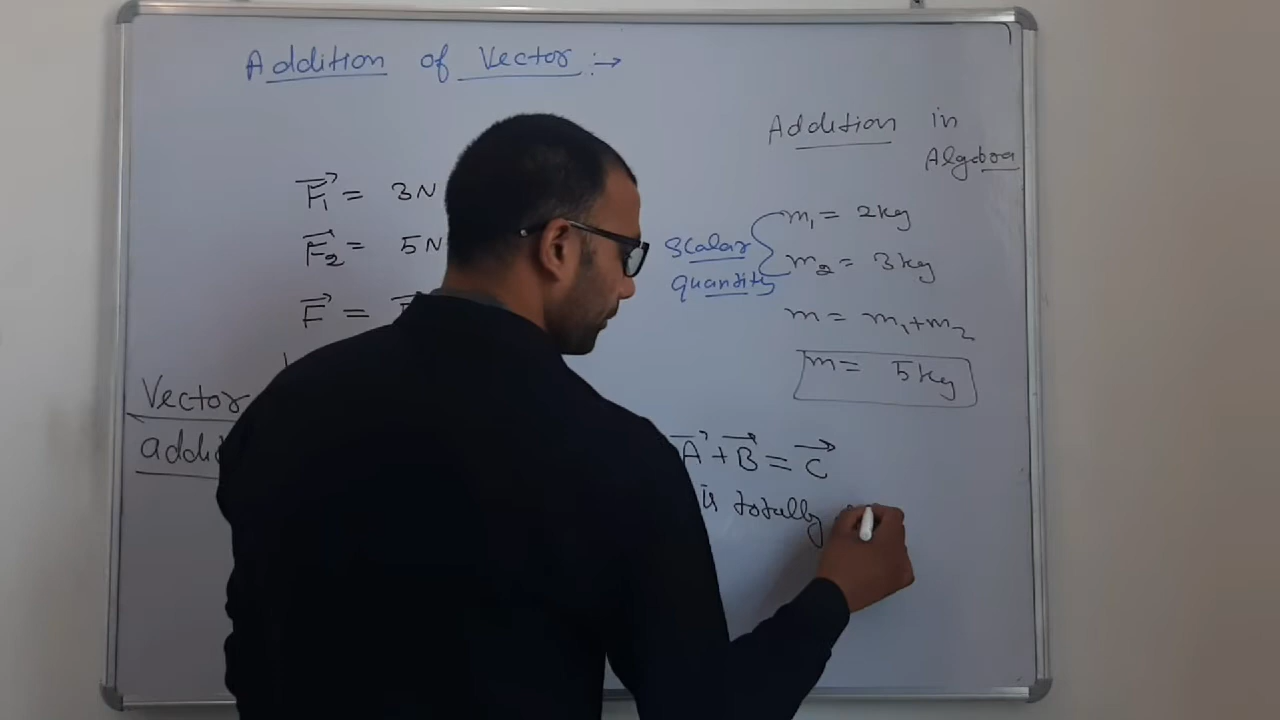 Addition of Vector :→
Addition in
Algebra
F₁ = 3N
F₂ = 5N
F =
Vector
scalar
quantity
m₁ = 2kg
m₂ = 3kg
m = m₁+m₂
m = 5kg
A + B = C
is totally